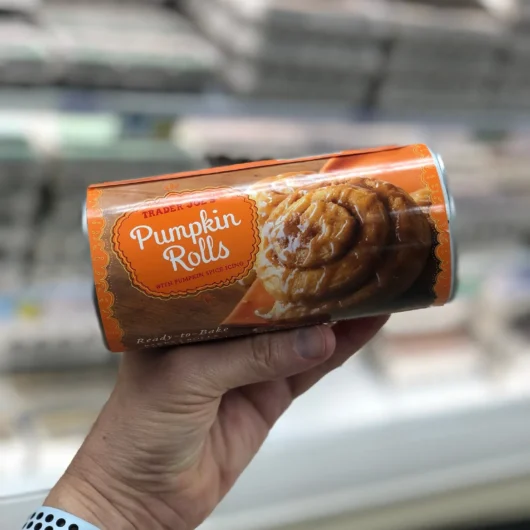 TRADER JOE'S
Pumpkin
Rolls
WITH PUMPKIN SPICE ICING
Ready-to-Bake